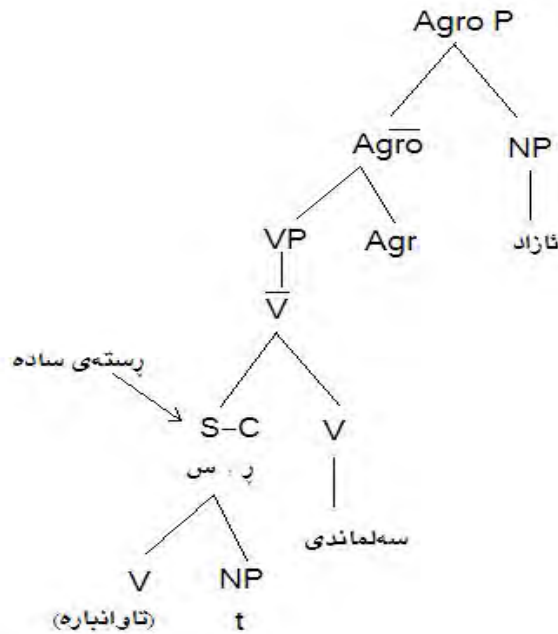 Agro P
Agro̅ NP
VP Agr ئازاد
V̅
ڕستەی سادە
S-C V
ڕ . س
سەلماندی
V NP
(تاوانبارە) t